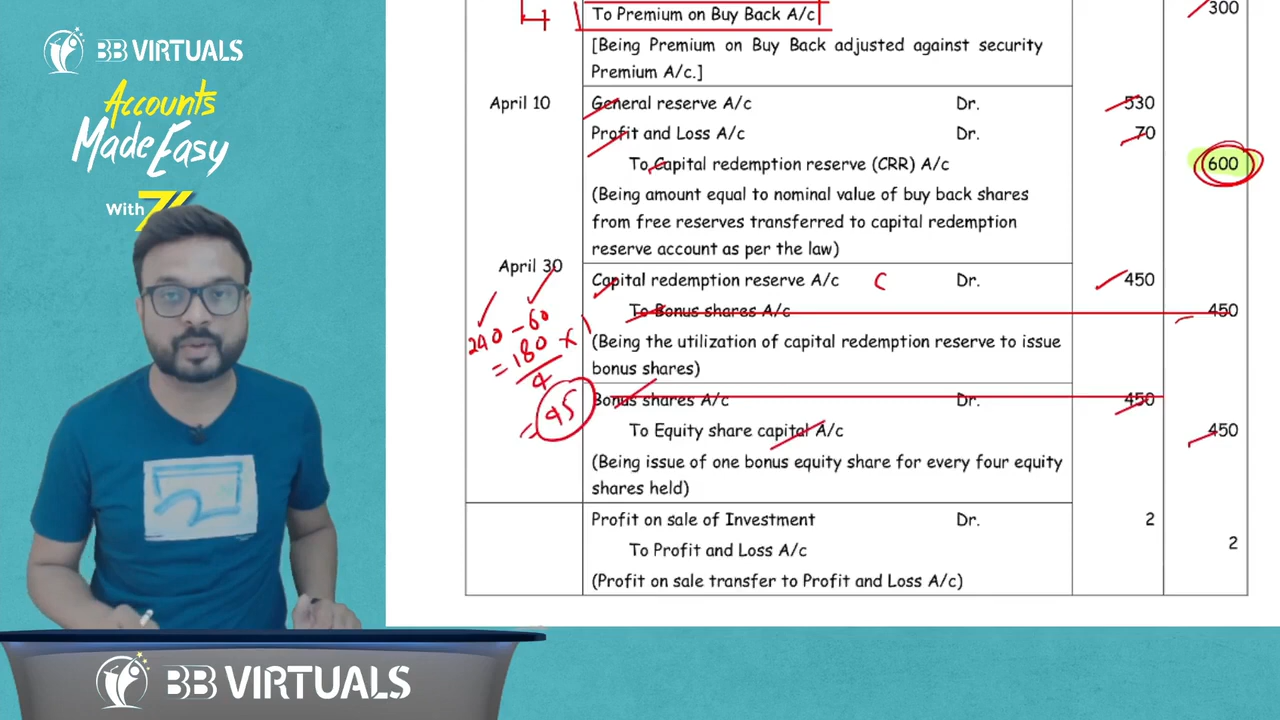 BB VIRTUALS
Accounts
Made Easy
With
To Premium on Buy Back A/c 300
[Being Premium on Buy Back adjusted against security
Premium A/c.]
April 10 General reserve A/c Dr. 530
Profit and Loss A/c Dr. 70
To Capital redemption reserve (CRR) A/c 600
(Being amount equal to nominal value of buy back shares
from free reserves transferred to capital redemption
reserve account as per the law)
April 30 Capital redemption reserve A/c C Dr. 450
To Bonus shares A/c 450
(Being the utilization of capital redemption reserve to issue
bonus shares)
Bonus shares A/c Dr. 450
To Equity share capital A/c 450
(Being issue of one bonus equity share for every four equity
shares held)
Profit on sale of Investment Dr. 2
To Profit and Loss A/c 2
(Profit on sale transfer to Profit and Loss A/c)
240 - 60
= 180 × 1
4
= 45
BB VIRTUALS